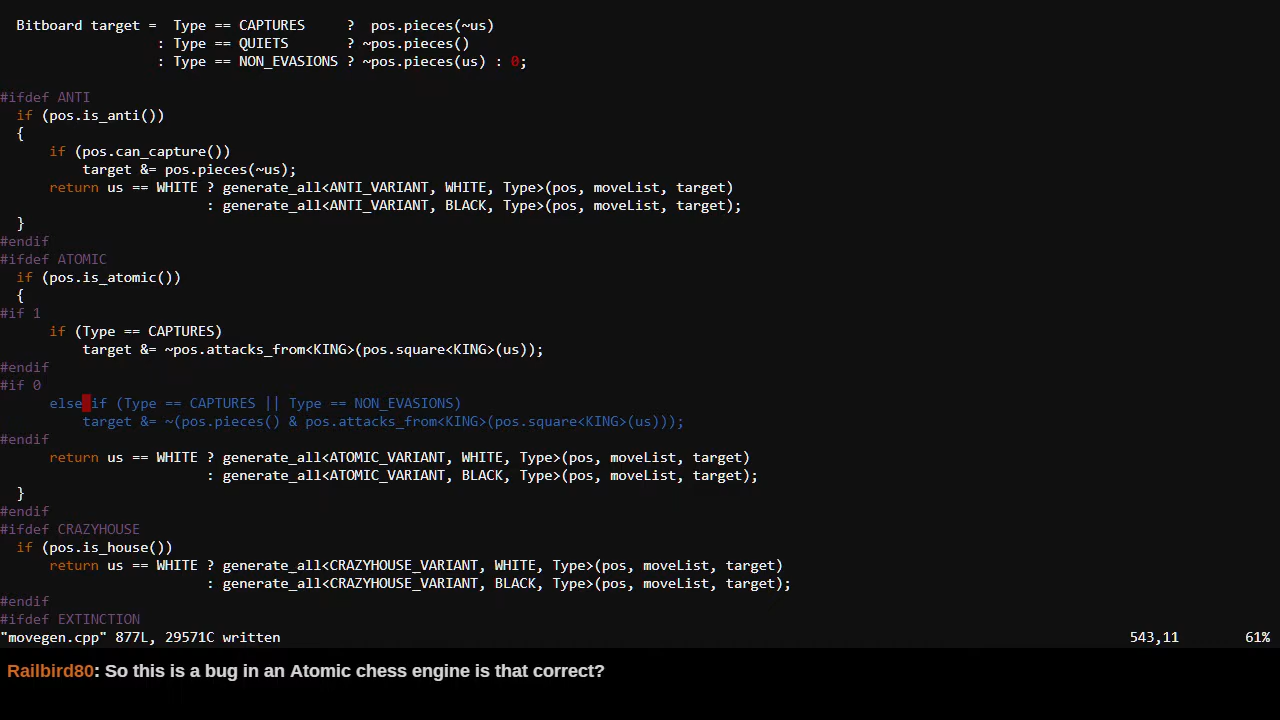 Bitboard target =  Type == CAPTURES     ?  pos.pieces(~us)
: Type == QUIETS       ? ~pos.pieces()
: Type == NON_EVASIONS ? ~pos.pieces(us) : 0;
#ifdef ANTI
if (pos.is_anti())
{
if (pos.can_capture())
target &= pos.pieces(~us);
return us == WHITE ? generate_all<ANTI_VARIANT, WHITE, Type>(pos, moveList, target)
: generate_all<ANTI_VARIANT, BLACK, Type>(pos, moveList, target);
}
#endif
#ifdef ATOMIC
if (pos.is_atomic())
{
#if 1
if (Type == CAPTURES)
target &= ~pos.attacks_from<KING>(pos.square<KING>(us));
#endif
#if 0
else if (Type == CAPTURES || Type == NON_EVASIONS)
target &= ~(pos.pieces() & pos.attacks_from<KING>(pos.square<KING>(us)));
#endif
return us == WHITE ? generate_all<ATOMIC_VARIANT, WHITE, Type>(pos, moveList, target)
: generate_all<ATOMIC_VARIANT, BLACK, Type>(pos, moveList, target);
}
#endif
#ifdef CRAZYHOUSE
if (pos.is_house())
return us == WHITE ? generate_all<CRAZYHOUSE_VARIANT, WHITE, Type>(pos, moveList, target)
: generate_all<CRAZYHOUSE_VARIANT, BLACK, Type>(pos, moveList, target);
#endif
#ifdef EXTINCTION
"movegen.cpp" 877L, 29571C written 543,11 61%
Railbird80: So this is a bug in an Atomic chess engine is that correct?